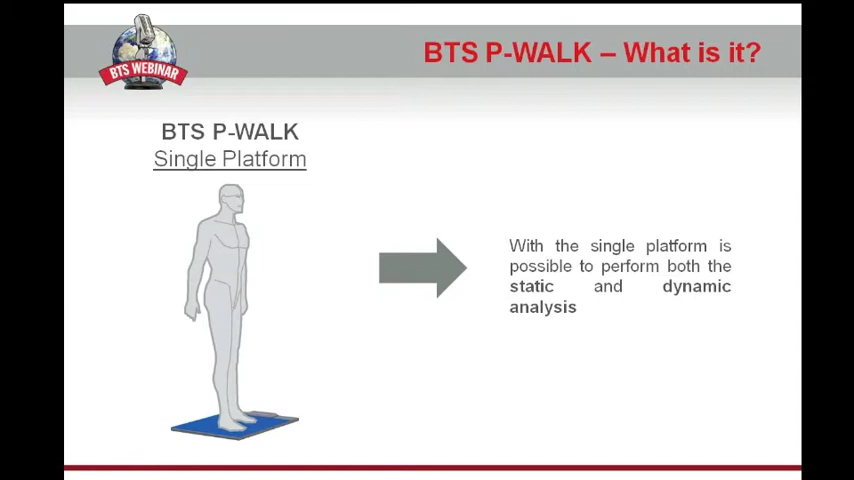 BTS P-WALK – What is it?
BTS WEBINAR
BTS P-WALK
Single Platform
With the single platform is
possible to perform both the
static and dynamic
analysis